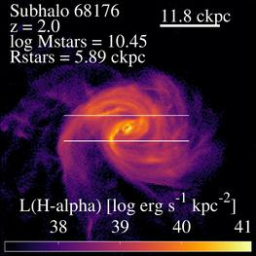 Subhalo 68176
11.8 ckpc
z = 2.0
log Mstars = 10.45
Rstars = 5.89 ckpc
L(H-alpha) [log erg s⁻¹ kpc⁻²]
38 39 40 41